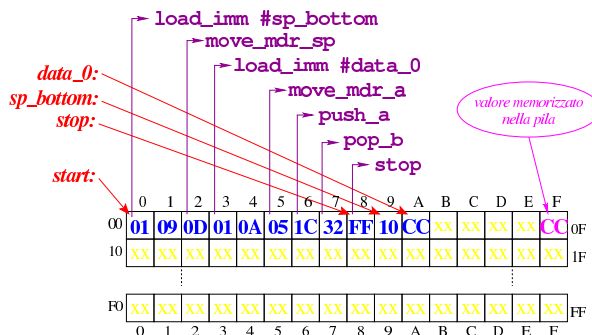 load_imm #sp_bottom
move_mdr_sp
data_0: load_imm #data_0
sp_bottom: move_mdr_a
stop: push_a
valore memorizzato
nella pila
pop_b
stop
start:
0 1 2 3 4 5 6 7 8 9 A B C D E F
00 01 09 0D 01 0A 05 1C 32 FF 10 CC xx xx xx xx CC 0F
10 xx xx xx xx xx xx xx xx xx xx xx xx xx xx xx xx 1F
F0 xx xx xx xx xx xx xx xx xx xx xx xx xx xx xx xx FF
0 1 2 3 4 5 6 7 8 9 A B C D E F